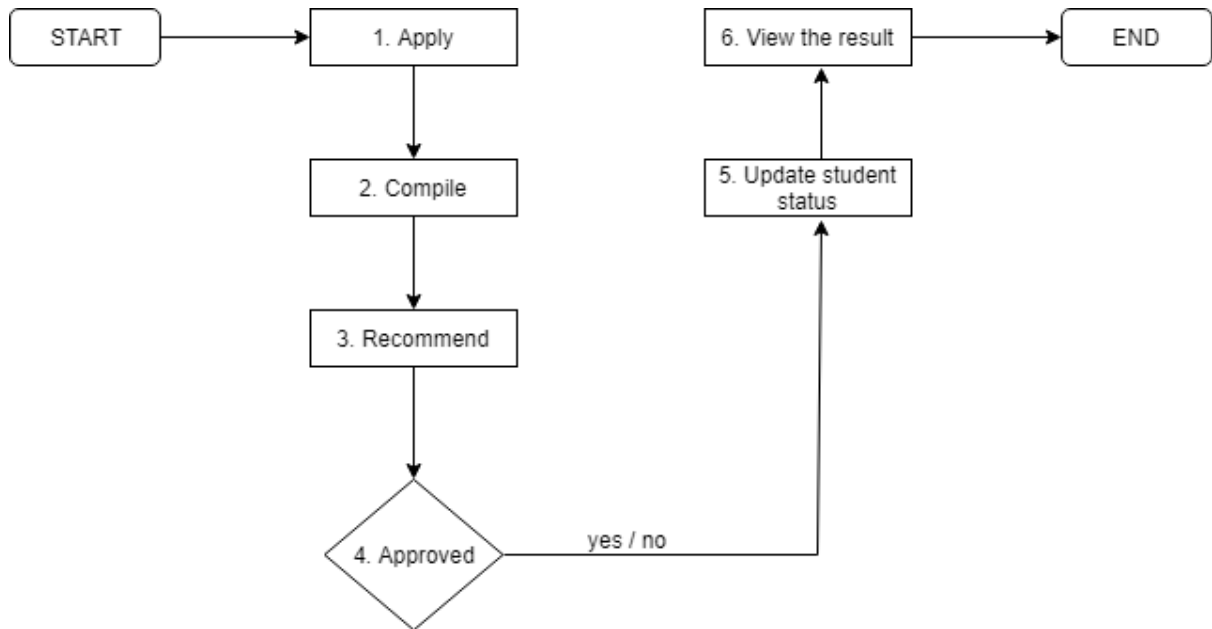 START
1. Apply
2. Compile
3. Recommend
4. Approved
yes / no
5. Update student
status
6. View the result
END